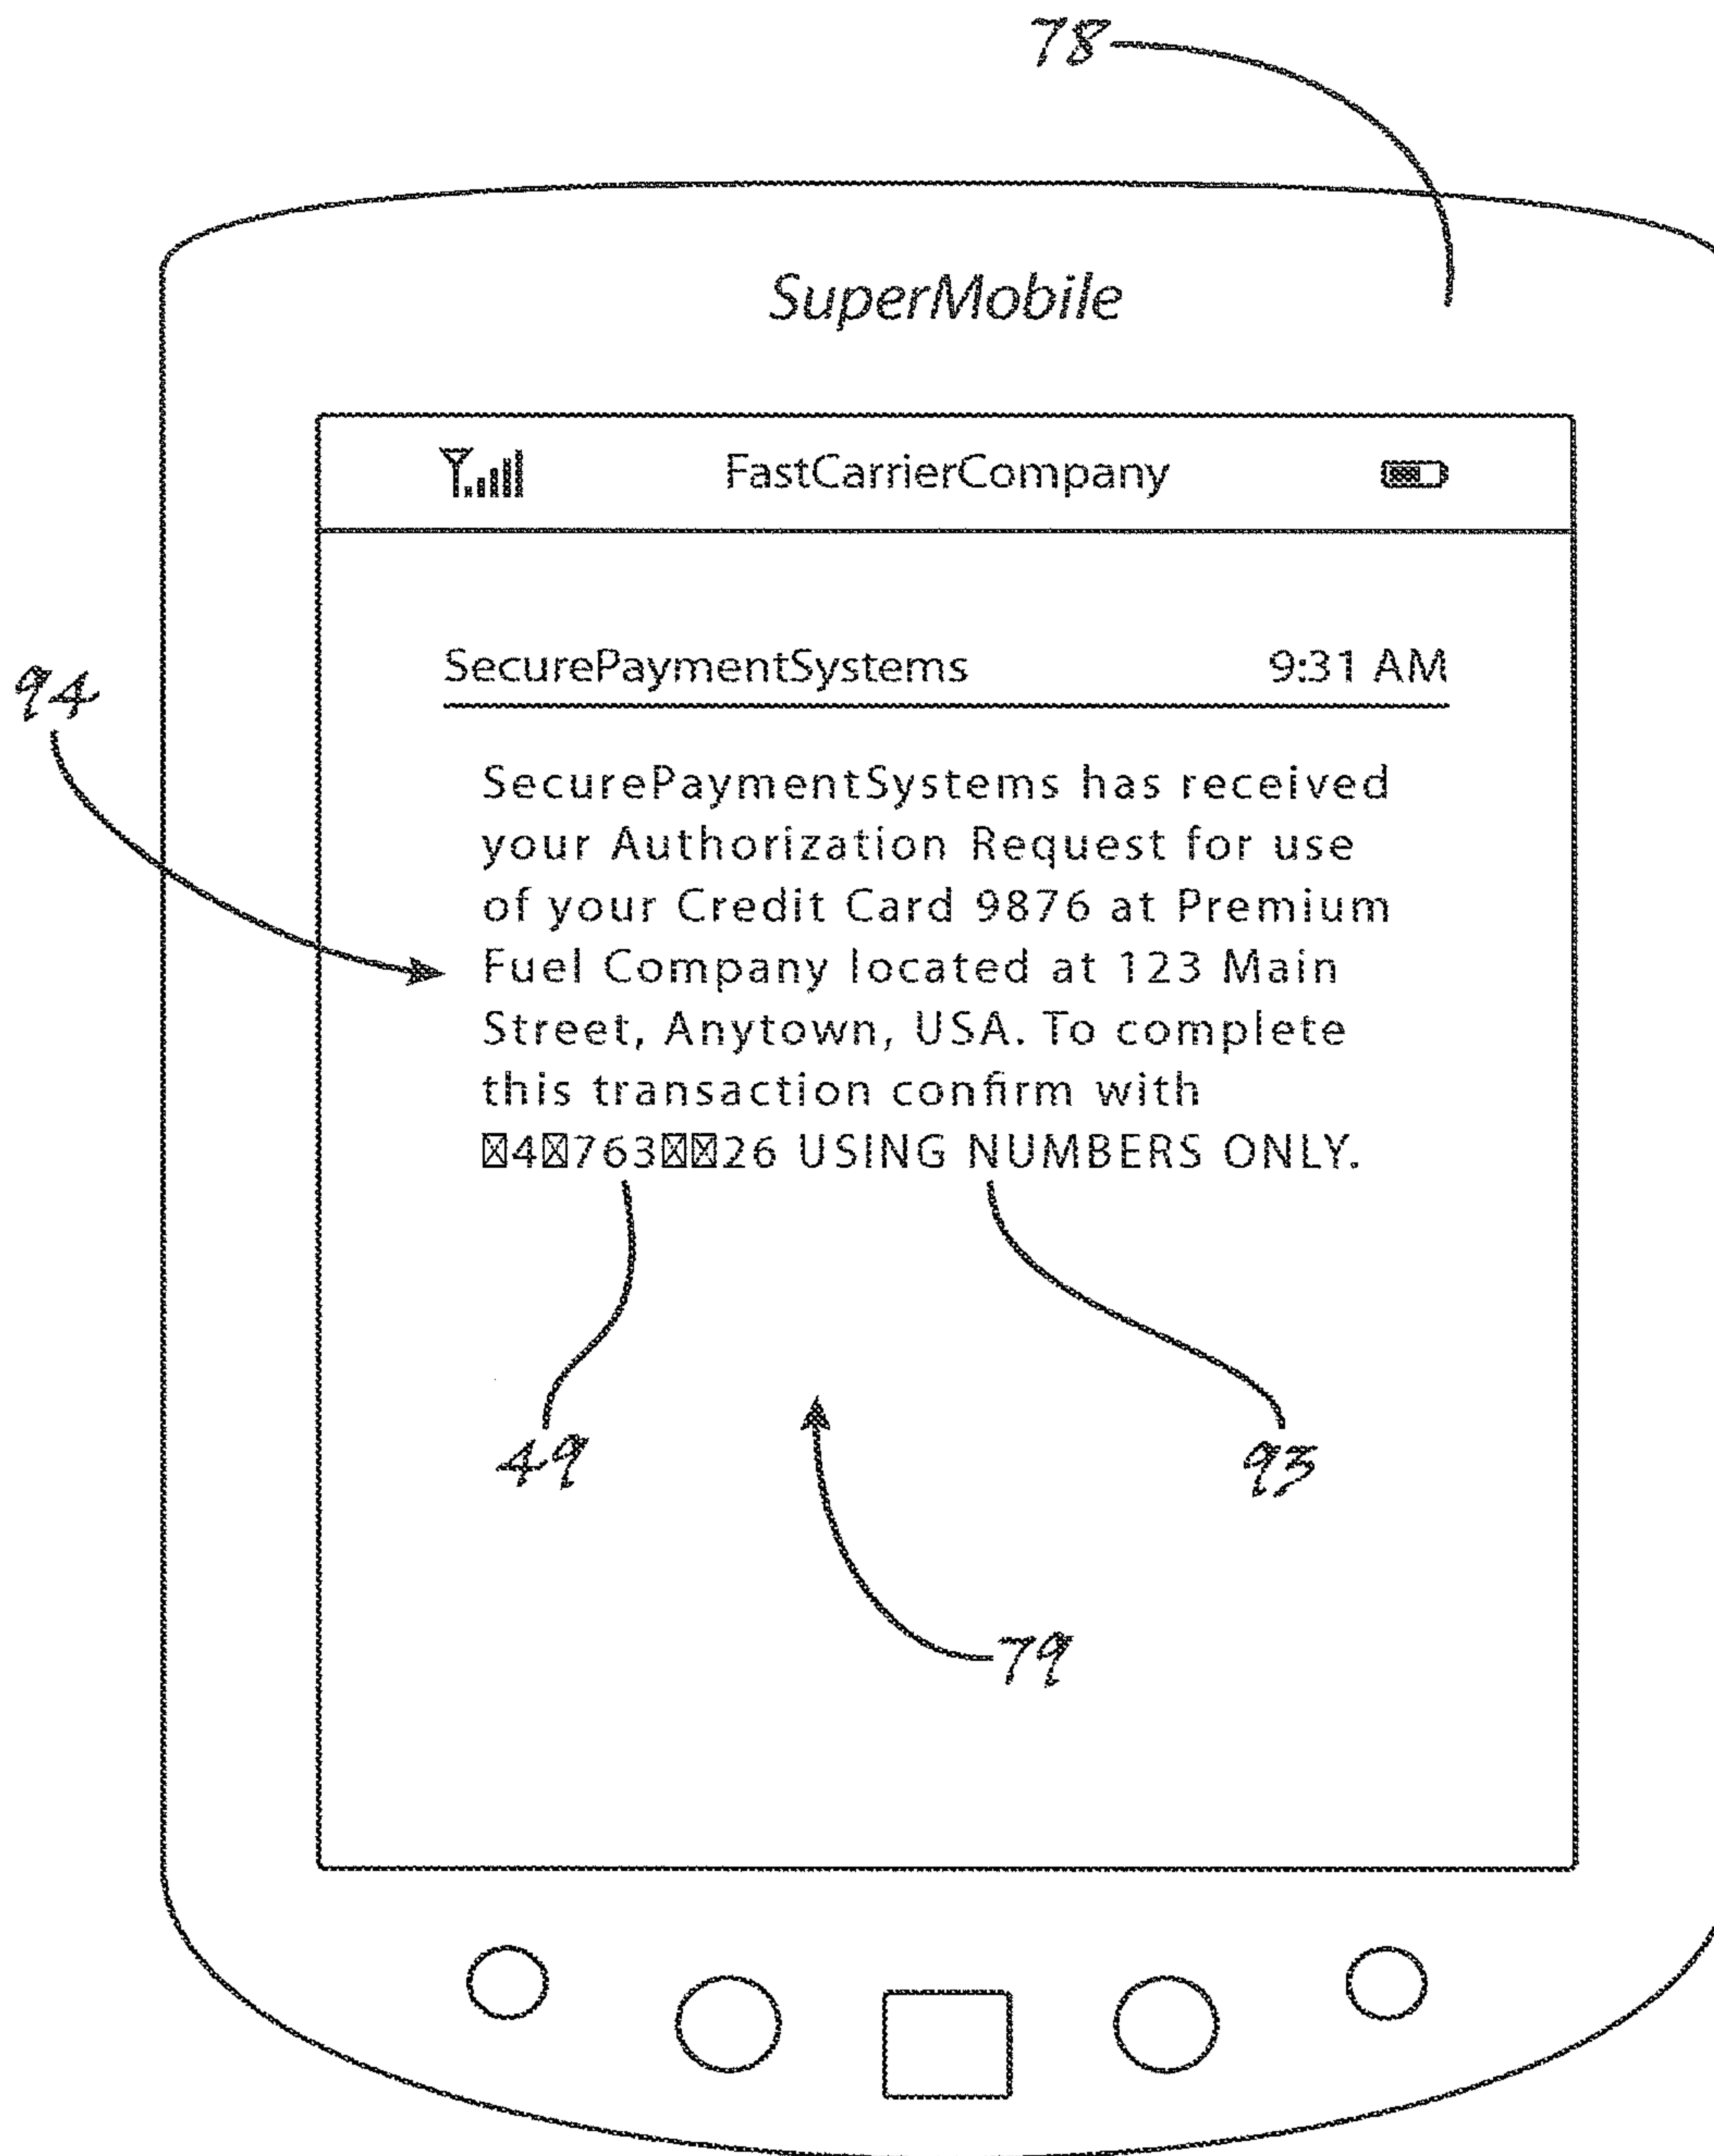 78
SuperMobile
FastCarrierCompany
SecurePaymentSystems 9:31 AM
94
SecurePaymentSystems has received
your Authorization Request for use
of your Credit Card 9876 at Premium
Fuel Company located at 123 Main
Street, Anytown, USA. To complete
this transaction confirm with
☒4☒763☒☒26 USING NUMBERS ONLY.
49 93
79